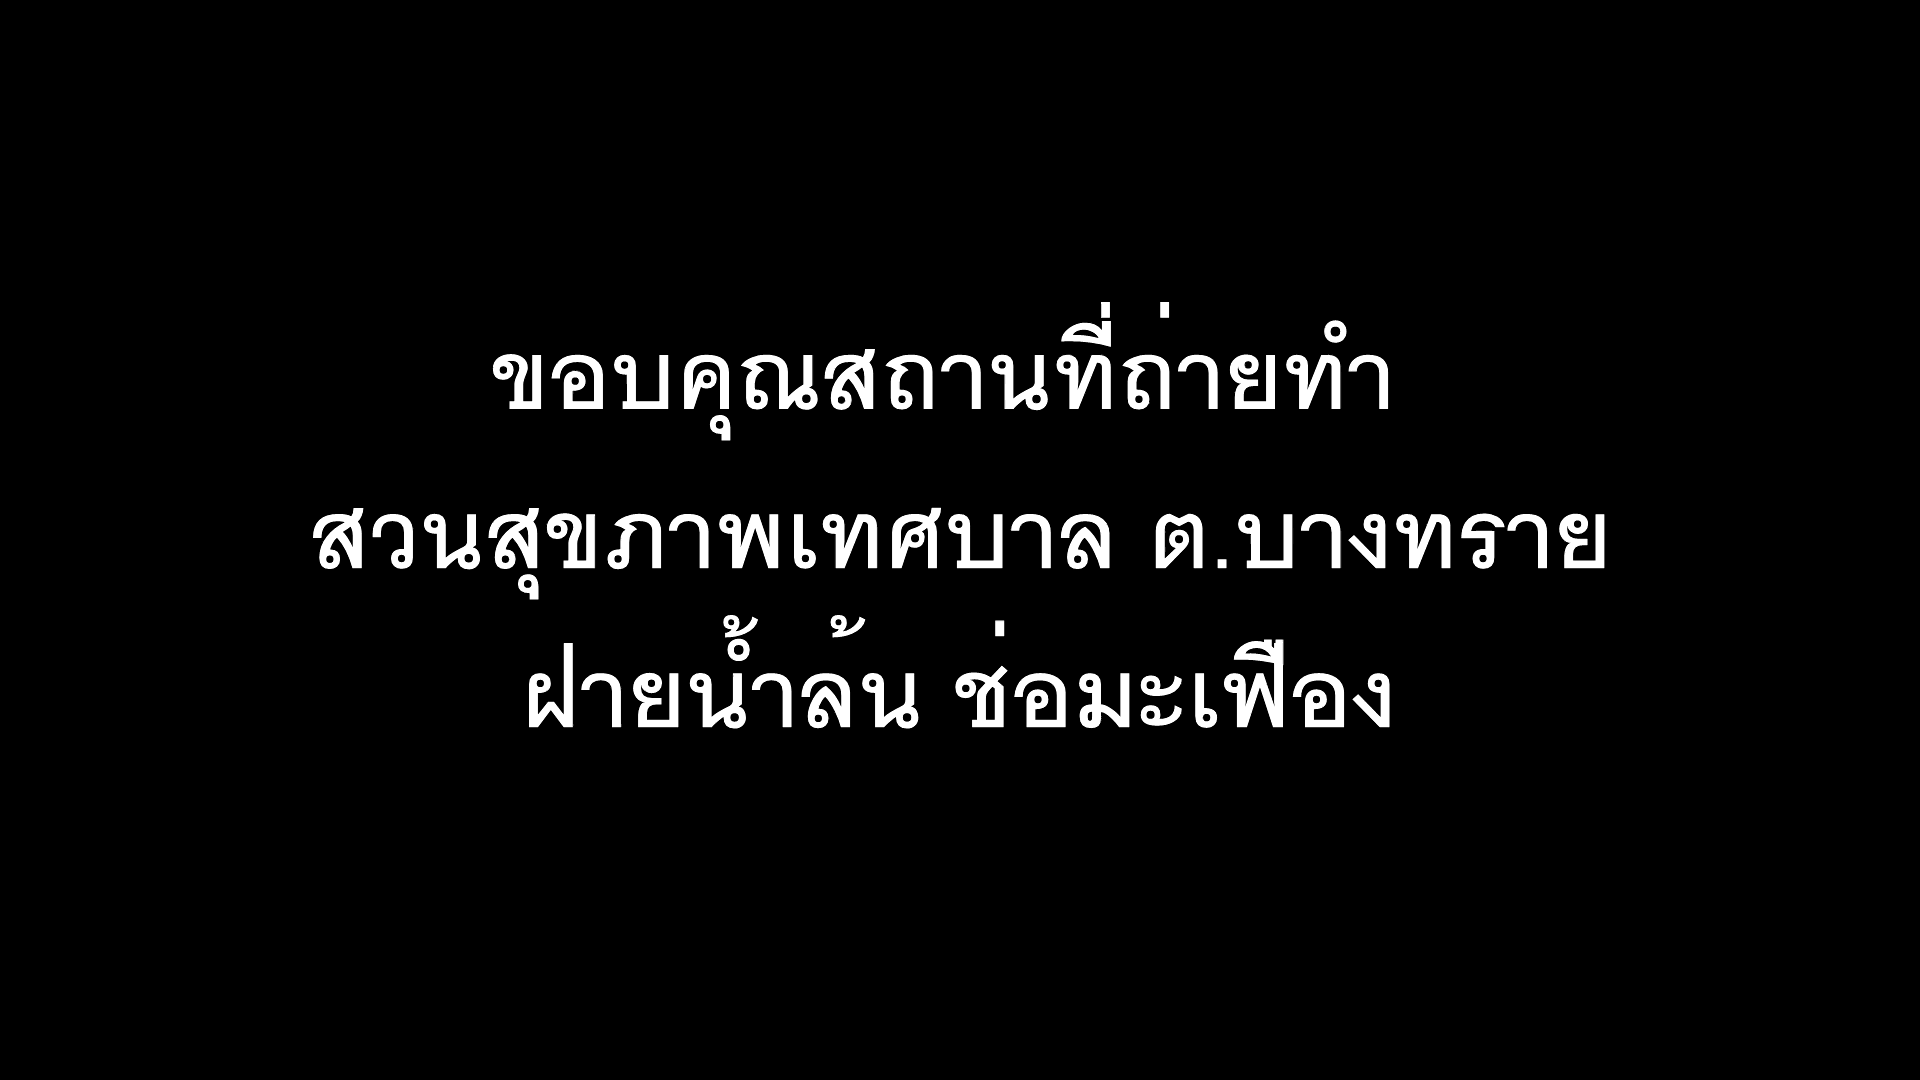 ขอบคุณสถานที่ถ่ายทำ
สวนสุขภาพเทศบาล ต.บางทราย
ฝายน้ำล้น ช่อมะเฟือง